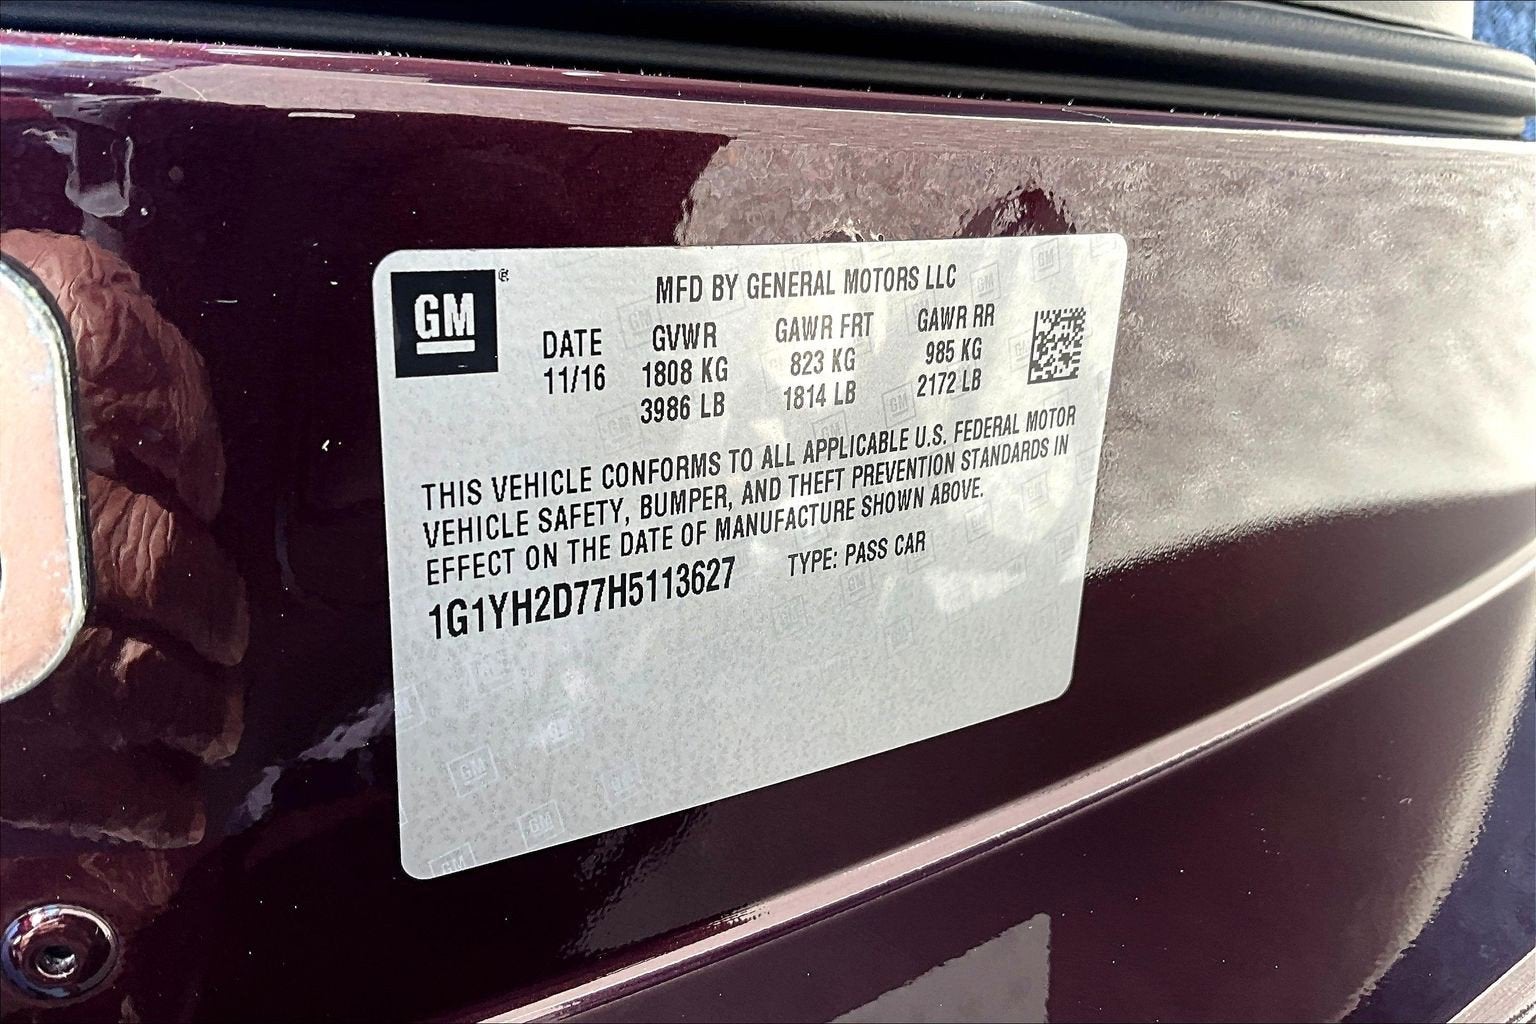 GM ®
MFD BY GENERAL MOTORS LLC
DATE GVWR GAWR FRT GAWR RR
11/16 1808 KG 823 KG 985 KG
3986 LB 1814 LB 2172 LB
THIS VEHICLE CONFORMS TO ALL APPLICABLE U.S. FEDERAL MOTOR
VEHICLE SAFETY, BUMPER, AND THEFT PREVENTION STANDARDS IN
EFFECT ON THE DATE OF MANUFACTURE SHOWN ABOVE.
1G1YH2D77H5113627 TYPE: PASS CAR